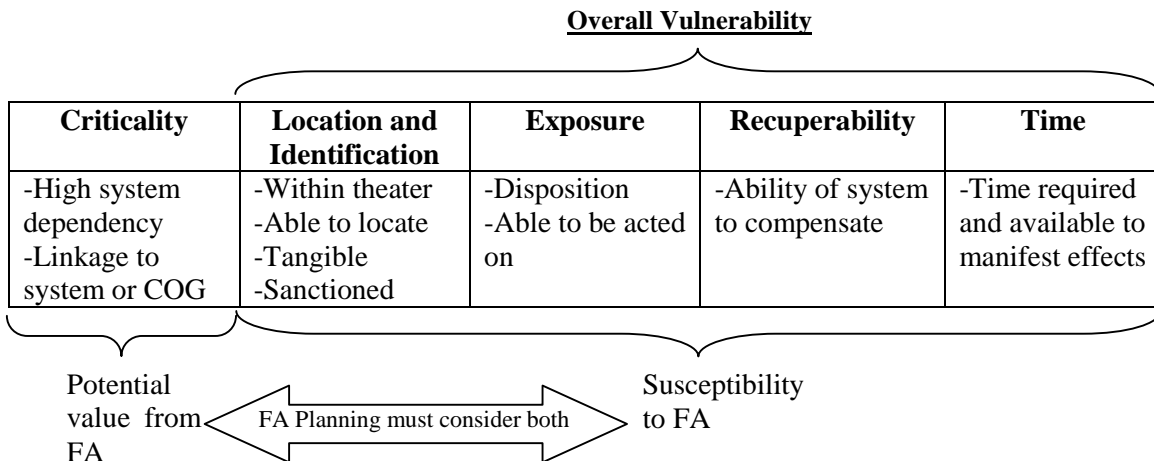 Overall Vulnerability
Criticality
Location and
Identification
Exposure
Recuperability
Time
-High system
dependency
-Linkage to
system or COG
-Within theater
-Able to locate
-Tangible
-Sanctioned
-Disposition
-Able to be acted
on
-Ability of system
to compensate
-Time required
and available to
manifest effects
Potential
value from
FA
FA Planning must consider both
Susceptibility
to FA